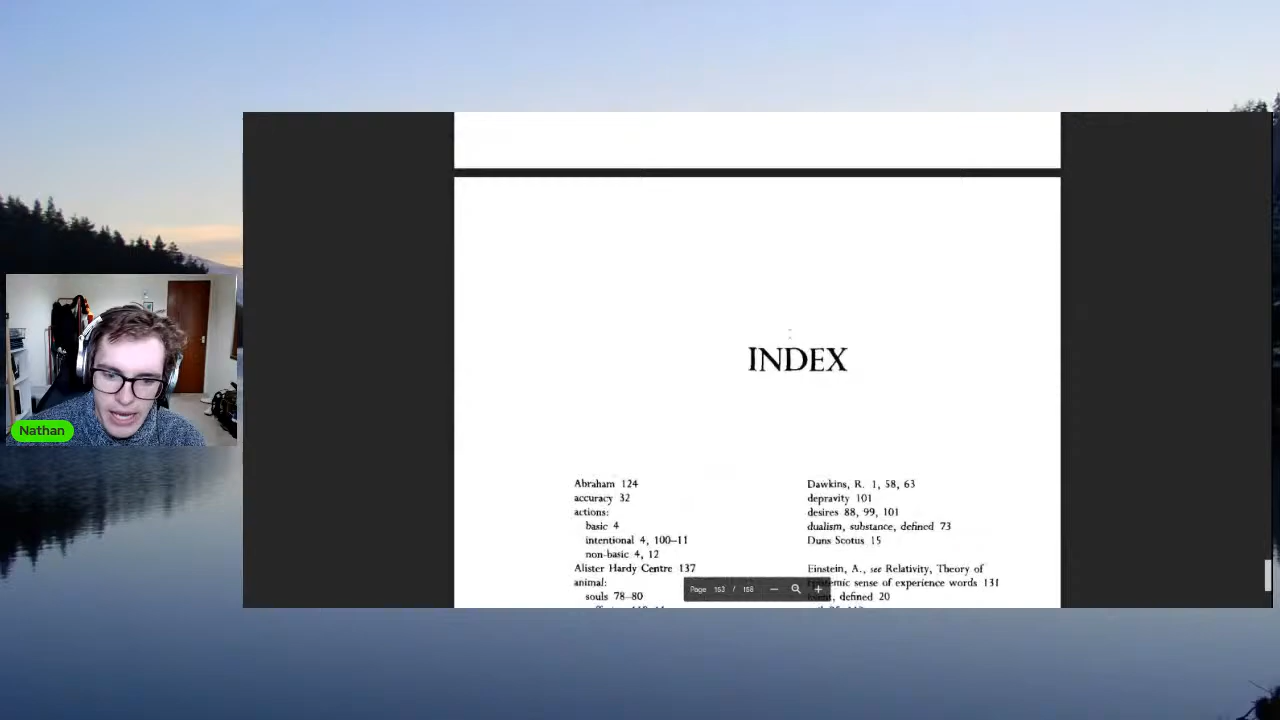 INDEX
Abraham 124
accuracy 32
actions:
basic 4
intentional 4, 100–11
non-basic 4, 12
Alister Hardy Centre 137
animal:
souls 78–80
Dawkins, R. 1, 58, 63
depravity 101
desires 88, 99, 101
dualism, substance, defined 73
Duns Scotus 15
Einstein, A., see Relativity, Theory of
sense of experience words 131
defined 20
Page 153 / 158
Nathan